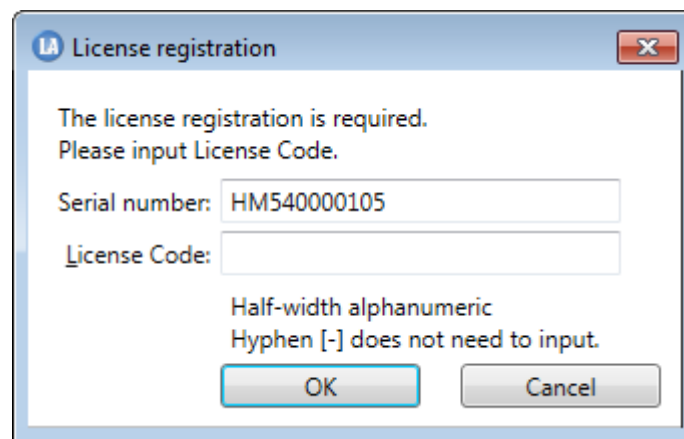 LA License registration
The license registration is required.
Please input License Code.
Serial number: HM540000105
License Code:
Half-width alphanumeric
Hyphen [-] does not need to input.
OK Cancel